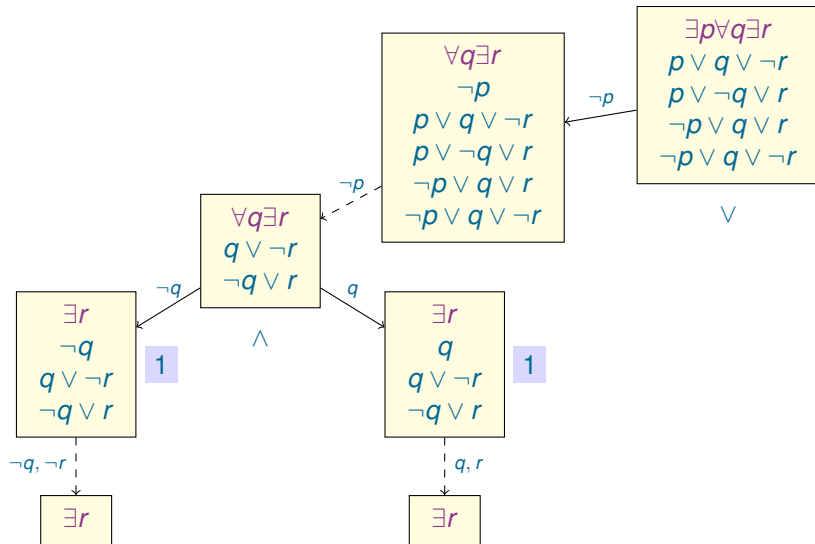 ∃p∀q∃r
p ∨ q ∨ ¬r
p ∨ ¬q ∨ r
¬p ∨ q ∨ r
¬p ∨ q ∨ ¬r
∨
¬p
∀q∃r
¬p
p ∨ q ∨ ¬r
p ∨ ¬q ∨ r
¬p ∨ q ∨ r
¬p ∨ q ∨ ¬r
¬p
∀q∃r
q ∨ ¬r
¬q ∨ r
∧
¬q
q
∃r
¬q
q ∨ ¬r
¬q ∨ r
1
∃r
q
q ∨ ¬r
¬q ∨ r
1
¬q, ¬r
q, r
∃r
∃r